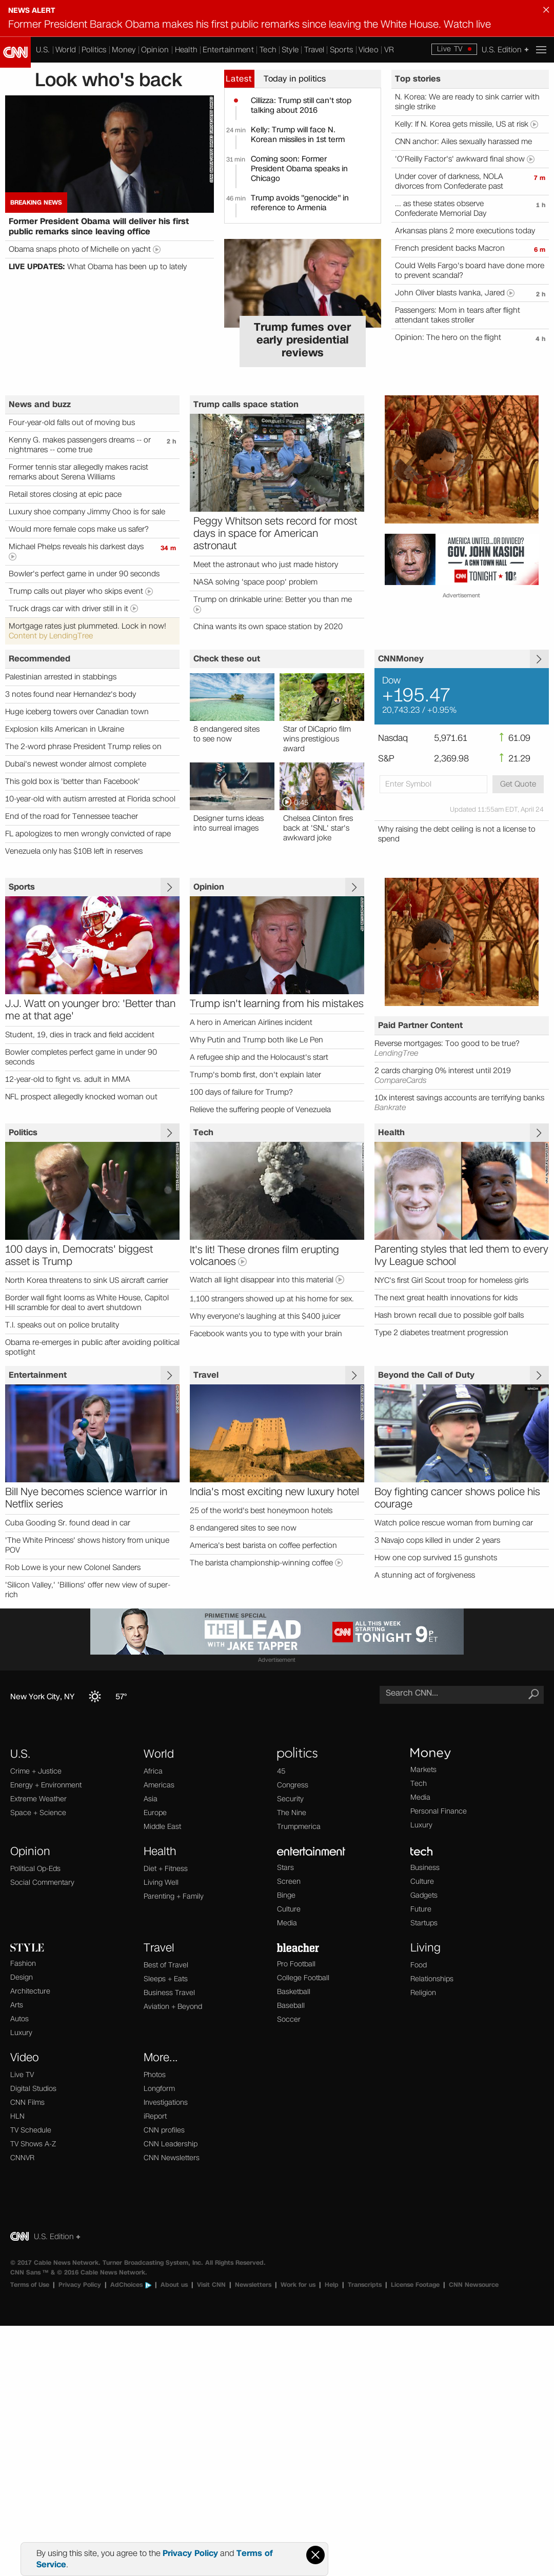 NEWS ALERT
Former President Barack Obama makes his first public remarks since leaving the White House. Watch live
CNN
U.S. World Politics Money Opinion Health Entertainment Tech Style Travel Sports Video VR
Live TV
U.S. Edition +
Look who's back
BREAKING NEWS
Former President Obama will deliver his first
public remarks since leaving office
Obama snaps photo of Michelle on yacht
LIVE UPDATES: What Obama has been up to lately
Latest
Today in politics
Cillizza: Trump still can't stop
talking about 2016
24 min
Kelly: Trump will face N.
Korean missiles in 1st term
31 min
Coming soon: Former
President Obama speeks in
Chicago
46 min
Trump avoids "genocide" in
reference to Armenia
Trump fumes over
early presidential
reviews
Top stories
N. Korea: We are ready to sink carrier with
single strike
Kelly: If N. Korea gets missile, US at risk
CNN anchor: Ailes sexually harassed me
'O'Reilly Factor's' awkward final show
Under cover of darkness, NOLA
divorces from Confederate past
7 m
... as these states observe
Confederate Memorial Day
1 h
Arkansas plans 2 more executions today
French president backs Macron
6 m
Could Wells Fargo's board have done more
to prevent scandal?
John Oliver blasts Ivanka, Jared
2 h
Passengers: Mom in tears after flight
attendant takes stroller
Opinion: The hero on the flight
4 h
News and buzz
Four-year-old falls out of moving bus
Kenny G. makes passengers dreams -- or
nightmares -- come true
2 h
Former tennis star allegedly makes racist
remarks about Serena Williams
Retail stores closing at epic pace
Luxury shoe company Jimmy Choo is for sale
Would more female cops make us safer?
Michael Phelps reveals his darkest days
34 m
Bowler's perfect game in under 90 seconds
Trump calls out player who skips event
Truck drags car with driver still in it
Mortgage rates just plummeted. Lock in now!
Content by LendingTree
Trump calls space station
Peggy Whitson sets record for most
days in space for American
astronaut
Meet the astronaut who just made history
NASA solving 'space poop' problem
Trump on drinkable urine: Better you than me
China wants its own space station by 2020
AMERICA UNITED...OR DIVIDED?
GOV. JOHN KASICH
A CNN TOWN HALL
CNN TONIGHT 10
Advertisement
Recommended
Palestinian arrested in stabbings
3 notes found near Hernandez's body
Huge iceberg towers over Canadian town
Explosion kills American in Ukraine
The 2-word phrase President Trump relies on
Dubai's newest wonder almost complete
This gold box is 'better than Facebook'
10-year-old with autism arrested at Florida school
End of the road for Tennessee teacher
FL apologizes to men wrongly convicted of rape
Venezuela only has $10B left in reserves
Check these out
8 endangered sites
to see now
Star of DiCaprio film
wins prestigious
award
0:45
Designer turns ideas
into surreal images
Chelsea Clinton fires
back at 'SNL' star's
awkward joke
CNNMoney
Dow
+195.47
20,743.23 / +0.95%
Nasdaq 5,971.61 ↑ 61.09
S&P 2,369.98 ↑ 21.29
Enter Symbol
Get Quote
Updated 11:55am EDT, April 24
Why raising the debt ceiling is not a license to
spend
Sports
J.J. Watt on younger bro: 'Better than
me at that age'
Student, 19, dies in track and field accident
Bowler completes perfect game in under 90
seconds
12-year-old to fight vs. adult in MMA
NFL prospect allegedly knocked woman out
Opinion
Trump isn't learning from his mistakes
A hero in American Airlines incident
Why Putin and Trump both like Le Pen
A refugee ship and the Holocaust's start
Trump's bomb first, don't explain later
100 days of failure for Trump?
Relieve the suffering people of Venezuela
Paid Partner Content
Reverse mortgages: Too good to be true?
LendingTree
2 cards charging 0% interest until 2019
CompareCards
10x interest savings accounts are terrifying banks
Bankrate
Politics
100 days in, Democrats' biggest
asset is Trump
North Korea threatens to sink US aircraft carrier
Border wall fight looms as White House, Capitol
Hill scramble for deal to avert shutdown
T.I. speaks out on police brutality
Obama re-emerges in public after avoiding political
spotlight
Tech
It's lit! These drones film erupting
volcanoes
Watch all light disappear into this material
1,100 strangers showed up at his home for sex.
Why everyone's laughing at this $400 juicer
Facebook wants you to type with your brain
Health
Parenting styles that led them to every
Ivy League school
NYC's first Girl Scout troop for homeless girls
The next great health innovations for kids
Hash brown recall due to possible golf balls
Type 2 diabetes treatment progression
Entertainment
Bill Nye becomes science warrior in
Netflix series
Cuba Gooding Sr. found dead in car
'The White Princess' shows history from unique
POV
Rob Lowe is your new Colonel Sanders
'Silicon Valley,' 'Billions' offer new view of super-
rich
Travel
India's most exciting new luxury hotel
25 of the world's best honeymoon hotels
8 endangered sites to see now
America's best barista on coffee perfection
The barista championship-winning coffee
Beyond the Call of Duty
Boy fighting cancer shows police his
courage
Watch police rescue woman from burning car
3 Navajo cops killed in under 2 years
How one cop survived 15 gunshots
A stunning act of forgiveness
PRIMETIME SPECIAL
THE LEAD
WITH JAKE TAPPER
CNN
ALL THIS WEEK
STARTING
TONIGHT 9 P ET
Advertisement
New York City, NY 57°
Search CNN...
U.S.
Crime + Justice
Energy + Environment
Extreme Weather
Space + Science
World
Africa
Americas
Asia
Europe
Middle East
politics
45
Congress
Security
The Nine
Trumpmerica
Money
Markets
Tech
Media
Personal Finance
Luxury
Opinion
Political Op-Eds
Social Commentary
Health
Diet + Fitness
Living Well
Parenting + Family
entertainment
Stars
Screen
Binge
Culture
Media
tech
Business
Culture
Gadgets
Future
Startups
STYLE
Fashion
Design
Architecture
Arts
Autos
Luxury
Travel
Best of Travel
Sleeps + Eats
Business Travel
Aviation + Beyond
bleacher
Pro Football
College Football
Basketball
Baseball
Soccer
Living
Food
Relationships
Religion
Video
Live TV
Digital Studios
CNN Films
HLN
TV Schedule
TV Shows A-Z
CNNVR
More...
Photos
Longform
Investigations
iReport
CNN profiles
CNN Leadership
CNN Newsletters
CNN U.S. Edition +
© 2017 Cable News Network. Turner Broadcasting System, Inc. All Rights Reserved.
CNN Sans ™ & © 2016 Cable News Network.
Terms of Use | Privacy Policy | AdChoices | About us | Visit CNN | Newsletters | Work for us | Help | Transcripts | License Footage | CNN Newsource
By using this site, you agree to the Privacy Policy and Terms of
Service.